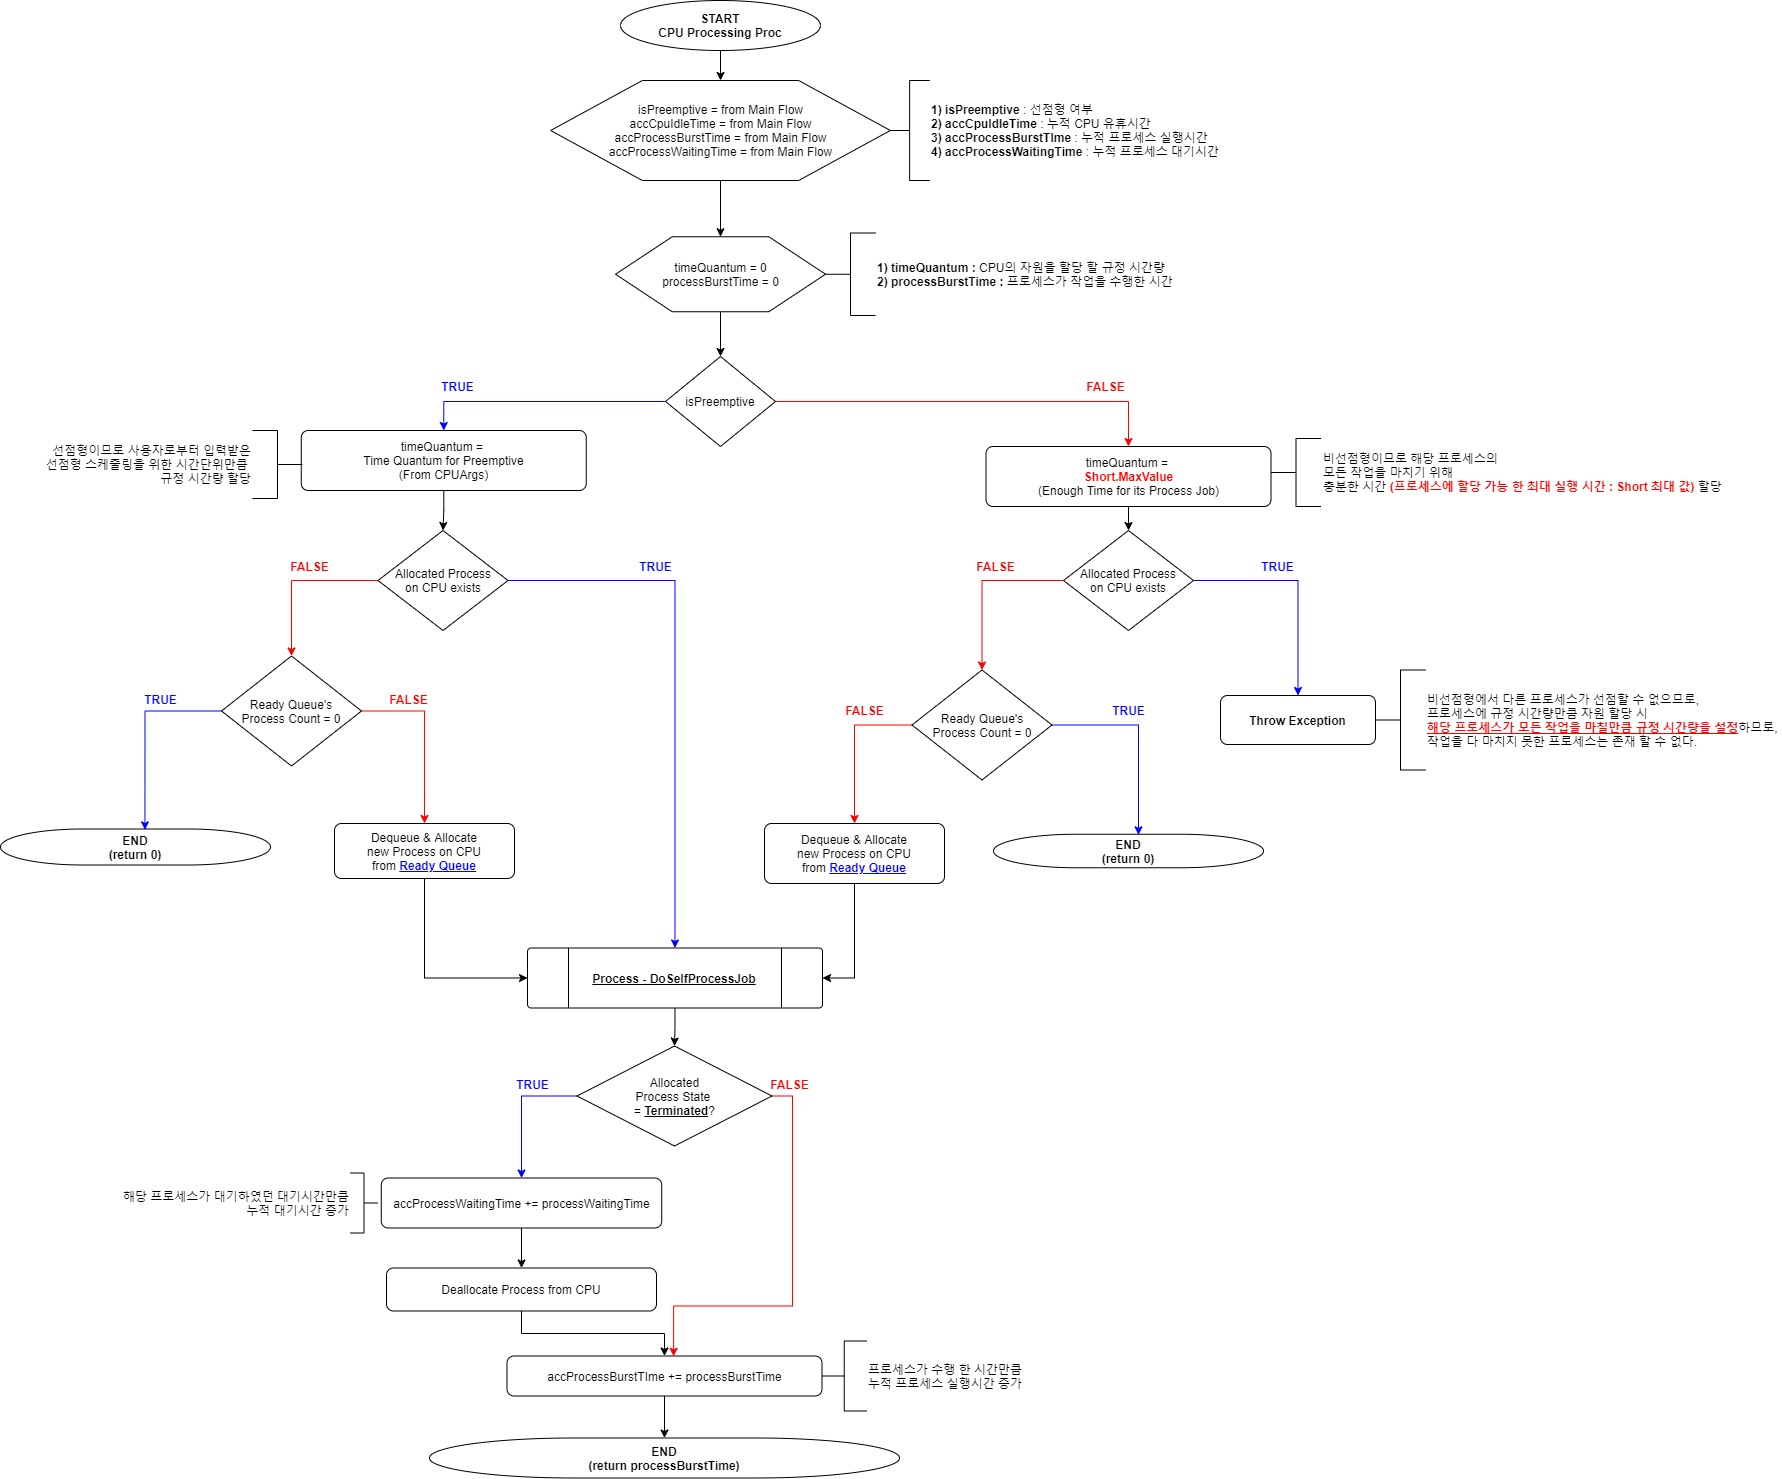 START
CPU Processing Proc
isPreemptive = from Main Flow
accCpuIdleTime = from Main Flow
accProcessBurstTime = from Main Flow
accProcessWaitingTime = from Main Flow
1) isPreemptive : 선점형 여부
2) accCpuIdleTime : 누적 CPU 유휴시간
3) accProcessBurstTIme : 누적 프로세스 실행시간
4) accProcessWaitingTime : 누적 프로세스 대기시간
timeQuantum = 0
processBurstTime = 0
1) timeQuantum : CPU의 자원을 할당 할 규정 시간량
2) processBurstTime : 프로세스가 작업을 수행한 시간
isPreemptive
TRUE
FALSE
선점형이므로 사용자로부터 입력받은
선점형 스케줄링을 위한 시간단위만큼
규정 시간량 할당
timeQuantum =
Time Quantum for Preemptive
(From CPUArgs)
timeQuantum =
Short.MaxValue
(Enough Time for its Process Job)
비선점형이므로 해당 프로세스의
모든 작업을 마치기 위해
충분한 시간 (프로세스에 할당 가능 한 최대 실행 시간 : Short 최대 값) 할당
FALSE
Allocated Process
on CPU exists
TRUE
FALSE
Allocated Process
on CPU exists
TRUE
TRUE
Ready Queue's
Process Count = 0
FALSE
FALSE
Ready Queue's
Process Count = 0
TRUE
Throw Exception
비선점형에서 다른 프로세스가 선점할 수 없으므로,
프로세스에 규정 시간량만큼 자원 할당 시
해당 프로세스가 모든 작업을 마칠만큼 규정 시간량을 설정하므로,
작업을 다 마치지 못한 프로세스는 존재 할 수 없다.
END
(return 0)
Dequeue & Allocate
new Process on CPU
from Ready Queue
Dequeue & Allocate
new Process on CPU
from Ready Queue
END
(return 0)
Process - DoSelfProcessJob
TRUE
Allocated
Process State
= Terminated?
FALSE
해당 프로세스가 대기하였던 대기시간만큼
누적 대기시간 증가
accProcessWaitingTime += processWaitingTime
Deallocate Process from CPU
accProcessBurstTIme += processBurstTime
프로세스가 수행 한 시간만큼
누적 프로세스 실행시간 증가
END
(return processBurstTime)